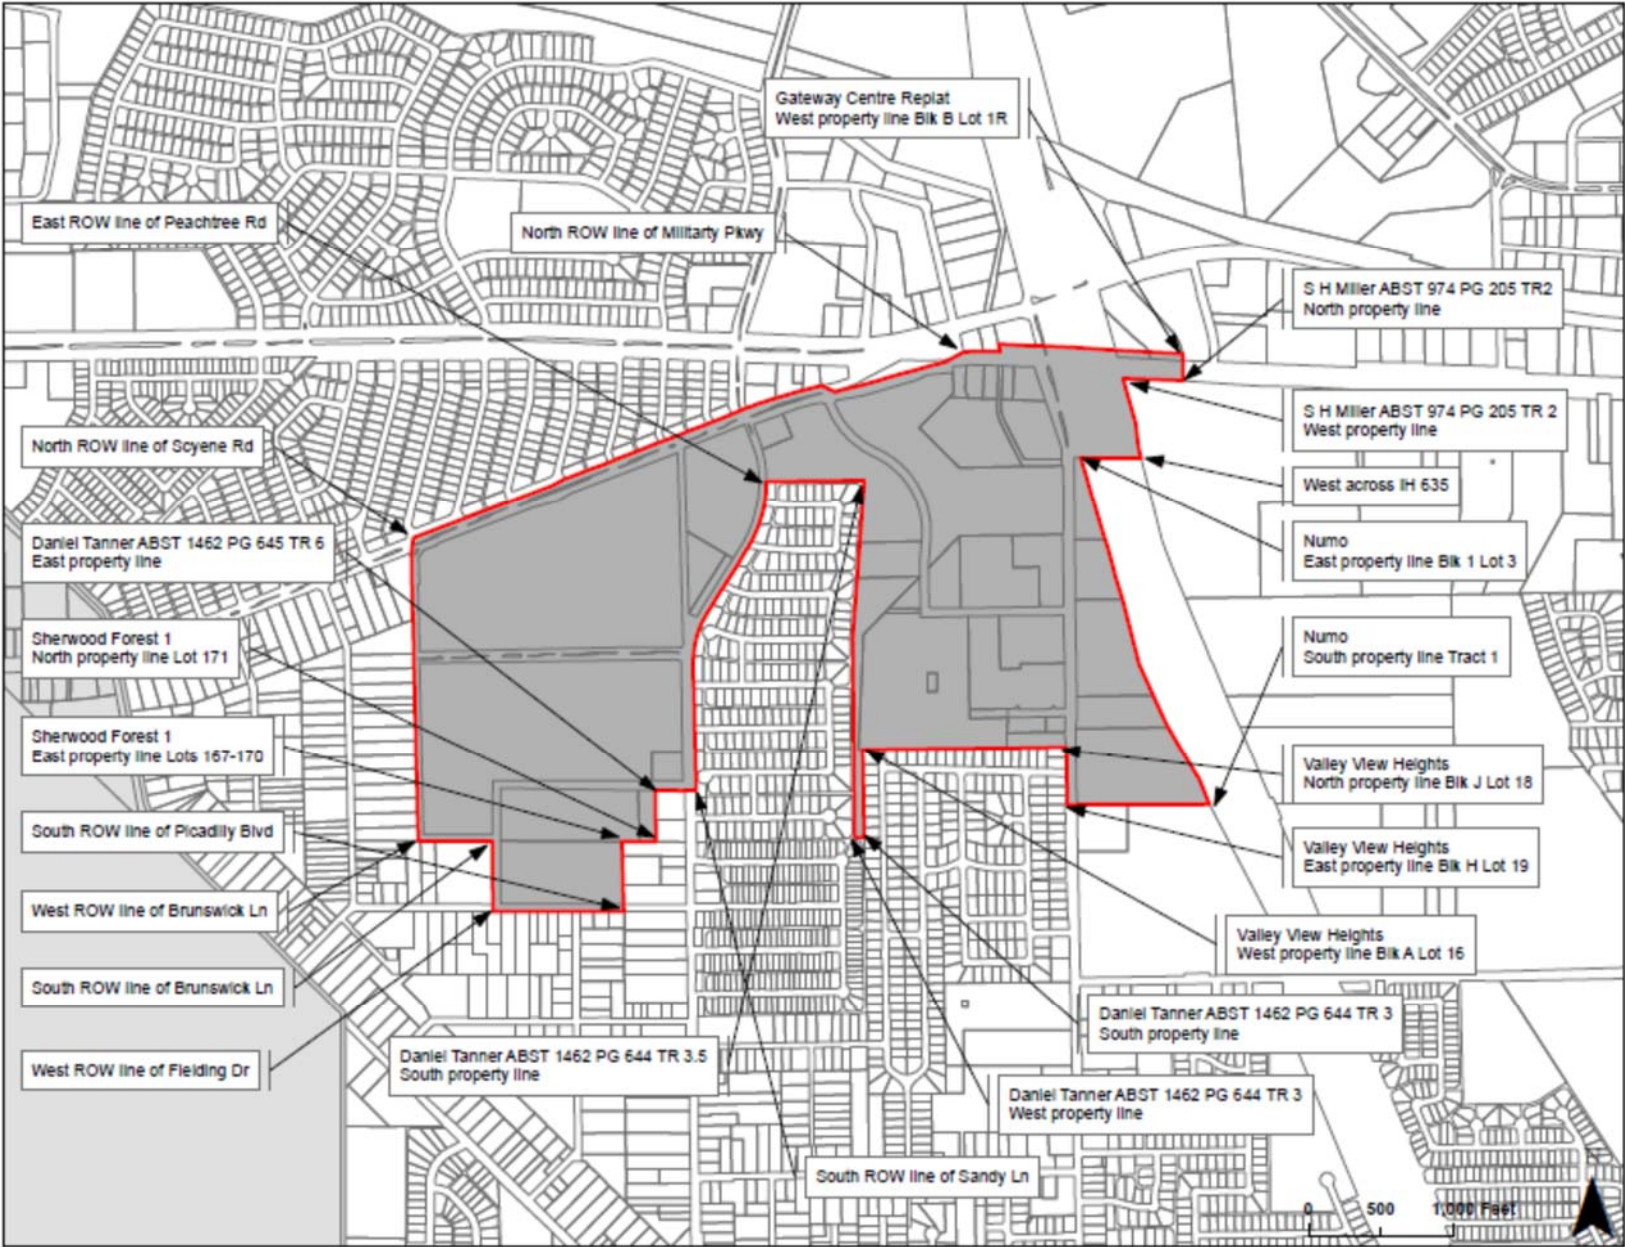 Gateway Centre Replat
West property line Blk B Lot 1R
East ROW line of Peachtree Rd
North ROW line of Militarty Pkwy
S H Miller ABST 974 PG 205 TR2
North property line
S H Miller ABST 974 PG 205 TR 2
West property line
North ROW line of Scyene Rd
West across IH 635
Daniel Tanner ABST 1462 PG 645 TR 6
East property line
Numo
East property line Blk 1 Lot 3
Sherwood Forest 1
North property line Lot 171
Numo
South property line Tract 1
Sherwood Forest 1
East property line Lots 167-170
Valley View Heights
North property line Blk J Lot 18
South ROW line of Picadilly Blvd
Valley View Heights
East property line Blk H Lot 19
West ROW line of Brunswick Ln
Valley View Heights
West property line Blk A Lot 16
South ROW line of Brunswick Ln
Daniel Tanner ABST 1462 PG 644 TR 3
South property line
West ROW line of Fielding Dr
Daniel Tanner ABST 1462 PG 644 TR 3.5
South property line
Daniel Tanner ABST 1462 PG 644 TR 3
West property line
South ROW line of Sandy Ln
0 500 1,000 Feet